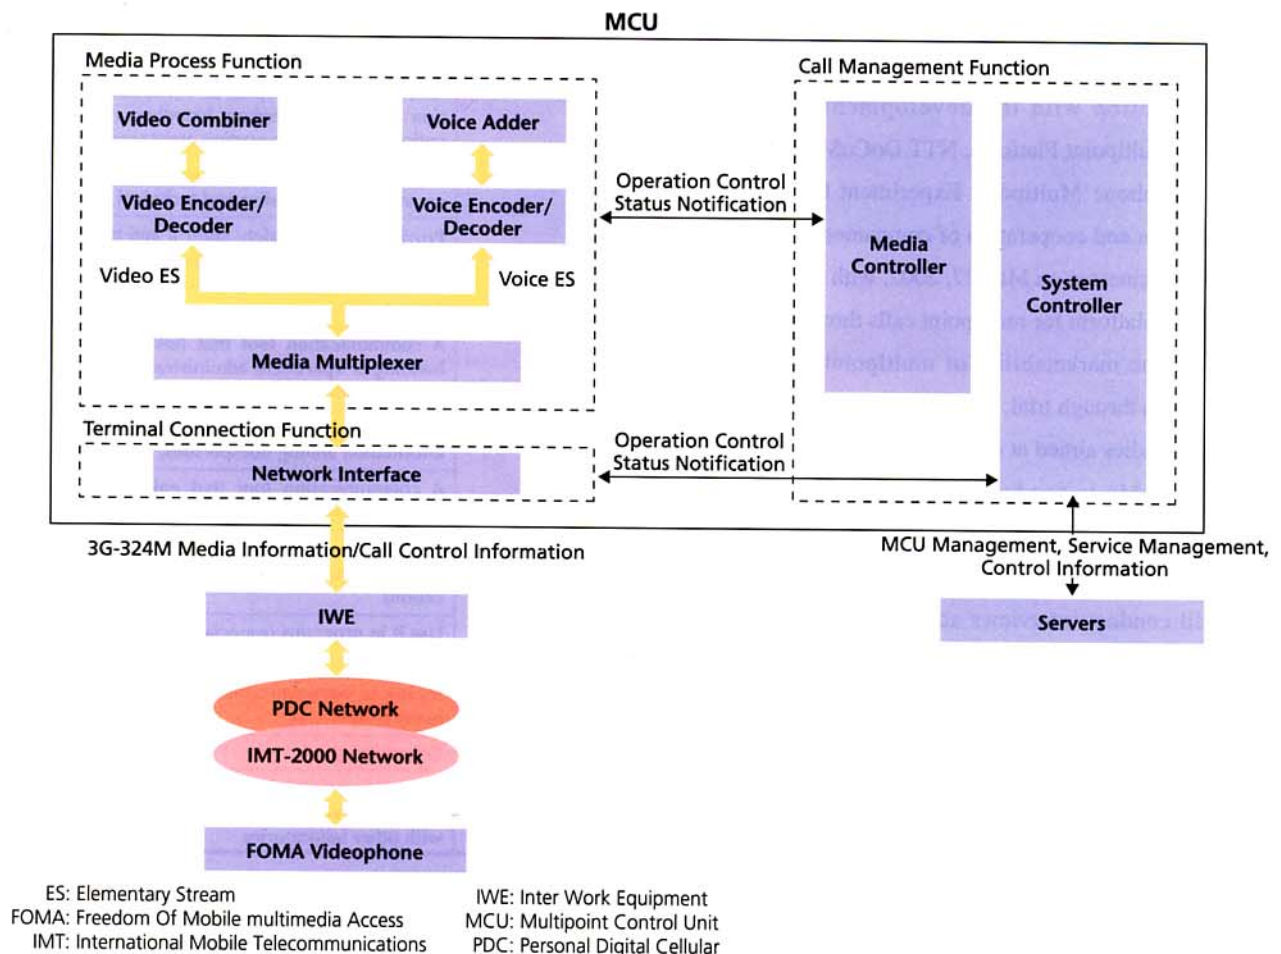 MCU
Media Process Function
Call Management Function
Video Combiner
Voice Adder
Video Encoder/
Decoder
Voice Encoder/
Decoder
Operation Control
Status Notification
Media
Controller
System
Controller
Video ES
Voice ES
Media Multiplexer
Terminal Connection Function
Operation Control
Status Notification
Network Interface
3G-324M Media Information/Call Control Information
MCU Management, Service Management,
Control Information
IWE
Servers
PDC Network
IMT-2000 Network
FOMA Videophone
ES: Elementary Stream
FOMA: Freedom Of Mobile multimedia Access
IMT: International Mobile Telecommunications
IWE: Inter Work Equipment
MCU: Multipoint Control Unit
PDC: Personal Digital Cellular